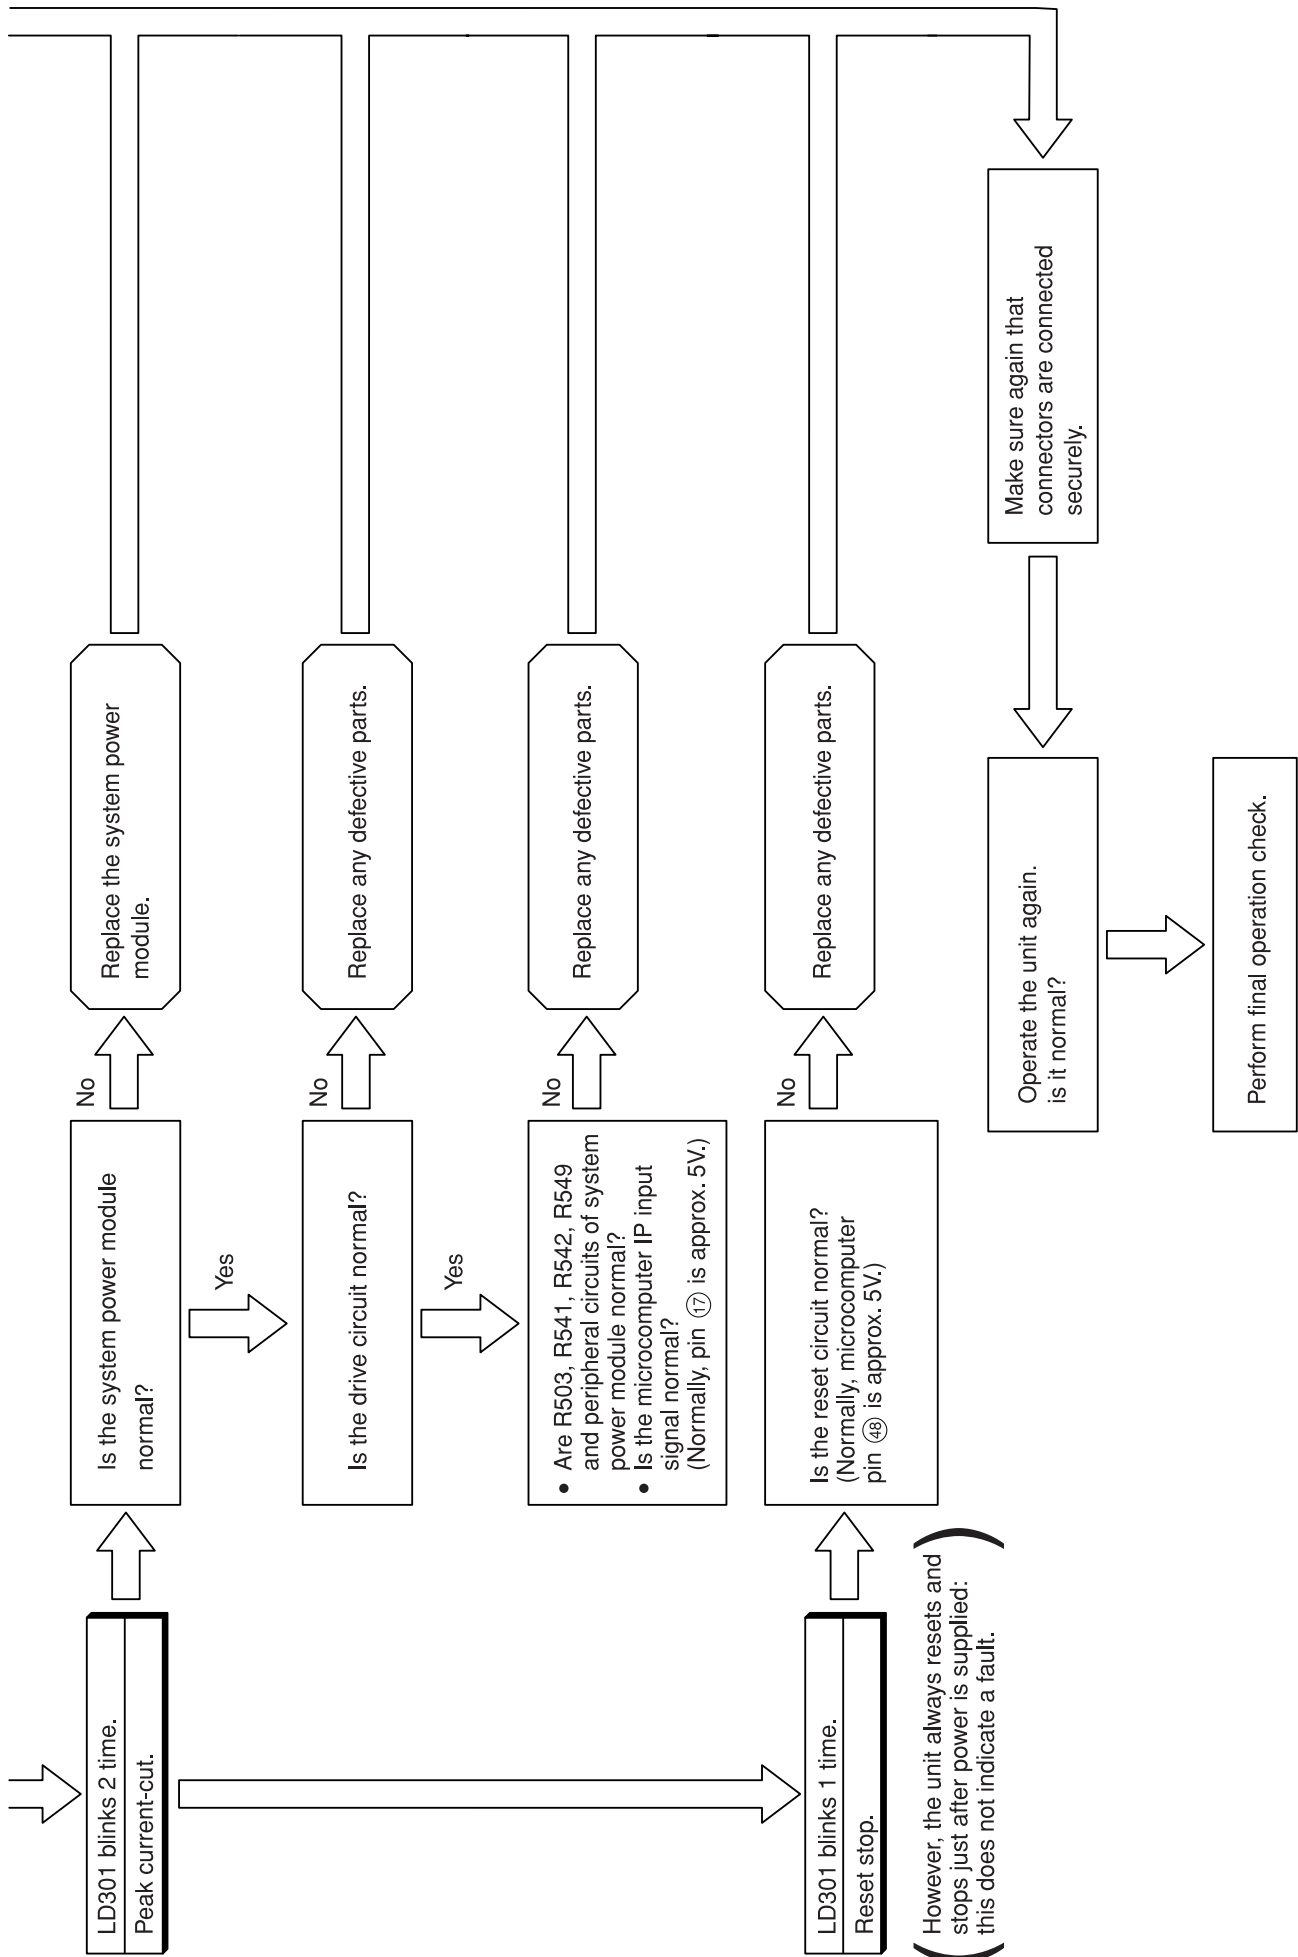 LD301 blinks 2 time.
Peak current-cut.
Is the system power module
normal?
No
Replace the system power
module.
Yes
Is the drive circuit normal?
No
Replace any defective parts.
Yes
• Are R503, R541, R542, R549
and peripheral circuits of system
power module normal?
• Is the microcomputer IP input
signal normal?
(Normally, pin ⑰ is approx. 5V.)
No
Replace any defective parts.
LD301 blinks 1 time.
Reset stop.
(However, the unit always resets and
stops just after power is supplied:
this does not indicate a fault.)
Is the reset circuit normal?
(Normally, microcomputer
pin ㊽ is approx. 5V.)
No
Replace any defective parts.
Make sure again that
connectors are connected
securely.
Operate the unit again.
is it normal?
Perform final operation check.